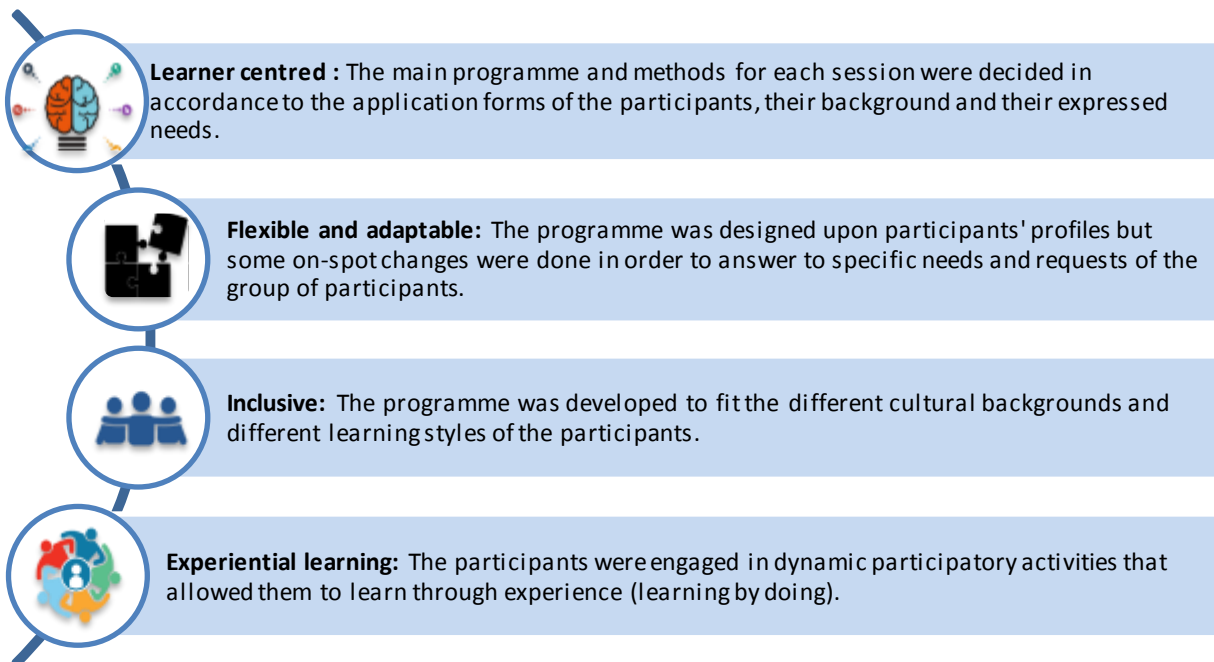 Learner centred : The main programme and methods for each session were decided in
accordance to the application forms of the participants, their background and their expressed
needs.
Flexible and adaptable: The programme was designed upon participants' profiles but
some on-spot changes were done in order to answer to specific needs and requests of the
group of participants.
Inclusive: The programme was developed to fit the different cultural backgrounds and
different learning styles of the participants.
Experiential learning: The participants were engaged in dynamic participatory activities that
allowed them to learn through experience (learning by doing).